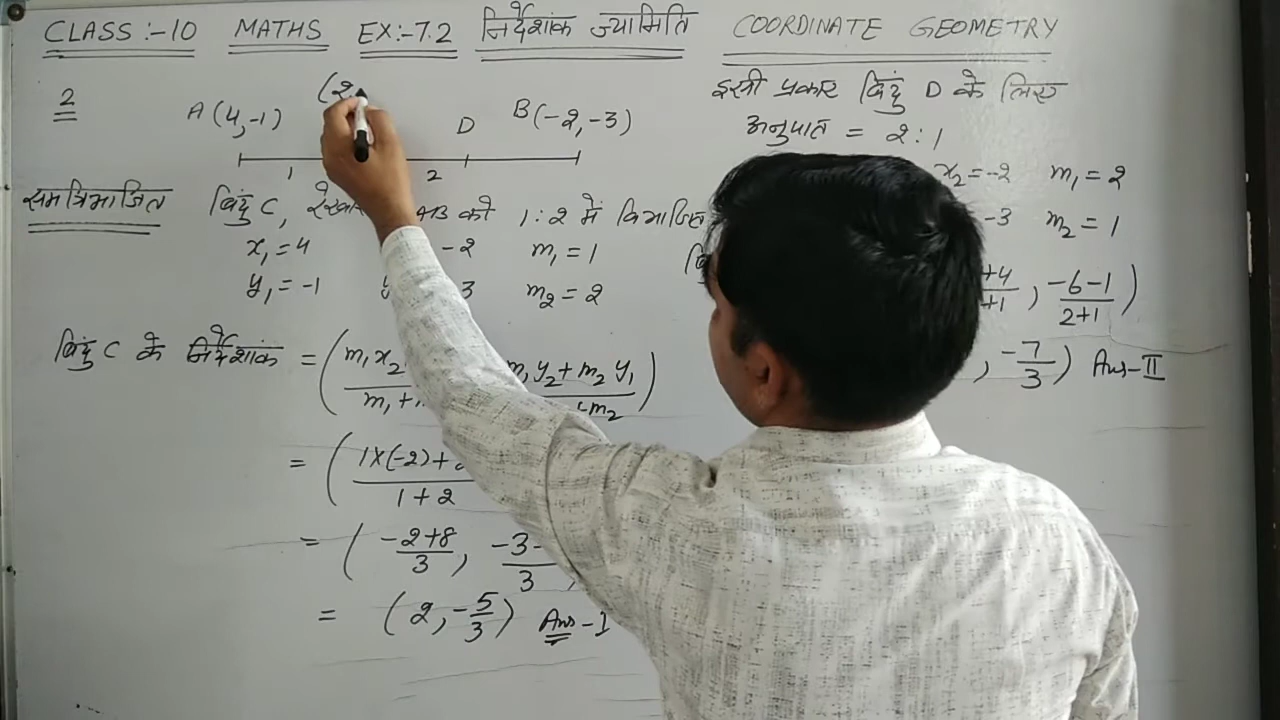 CLASS :-10 MATHS EX:-7.2 निर्देशांक ज्यामिति COORDINATE GEOMETRY
2
(2,
A(4,-1) D B(-2,-3)
1 2
समत्रिभाजित बिंदु C, AB को 1:2 में
x₁=4 -2 m₁=1
y₁=-1 3 m₂=2
बिंदु C के निर्देशांक = (m₁x₂ m₁y₂+m₂y₁)
m₁+ +m₂
= (1×(-2)+
1+2
= (-2+8/3, -3-/3,
= (2, -5/3) Ans-I
इसी प्रकार बिंदु D के लिए
अनुपात = 2:1
x₂=-2 m₁=2
-3 m₂=1
+4/+1, -6-1/2+1)
, -7/3) Ans-II